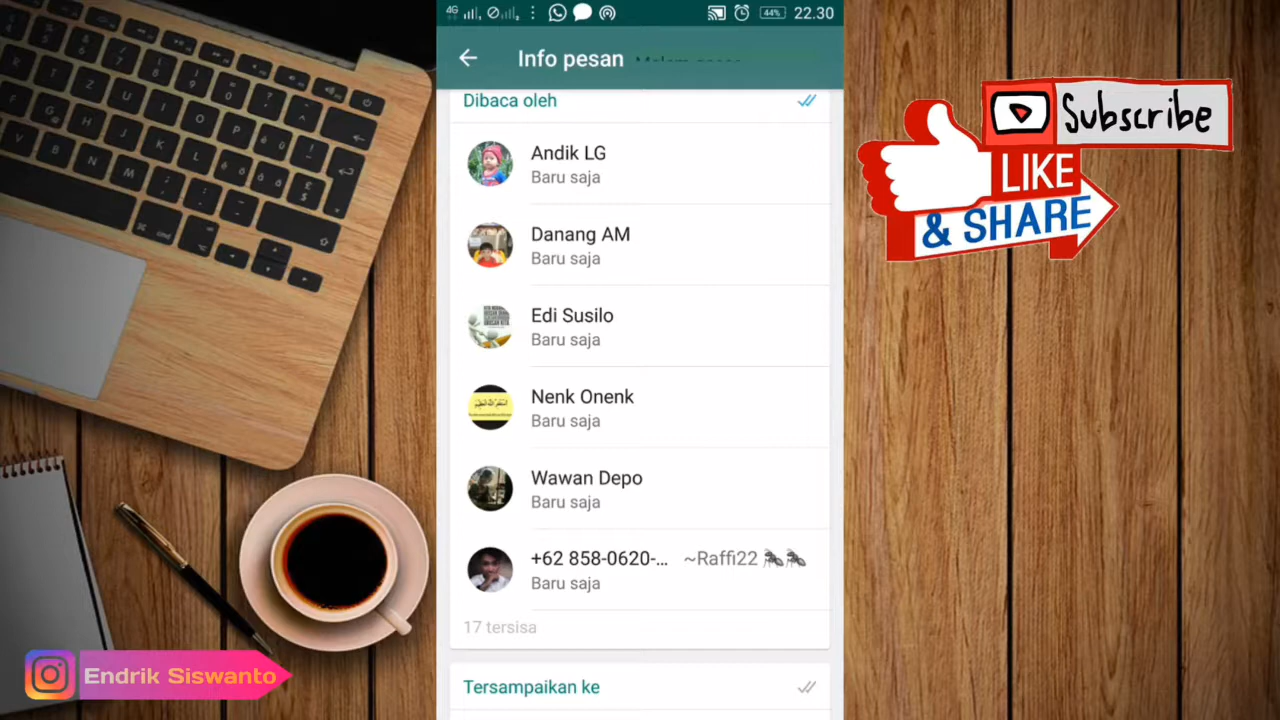 4G
44%
22.30
Info pesan
Dibaca oleh
Andik LG
Baru saja
Danang AM
Baru saja
Edi Susilo
Baru saja
Nenk Onenk
Baru saja
Wawan Depo
Baru saja
+62 858-0620-... ~Raffi22 🐜🐜
Baru saja
17 tersisa
Tersampaikan ke
Subscribe
LIKE
& SHARE
Endrik Siswanto